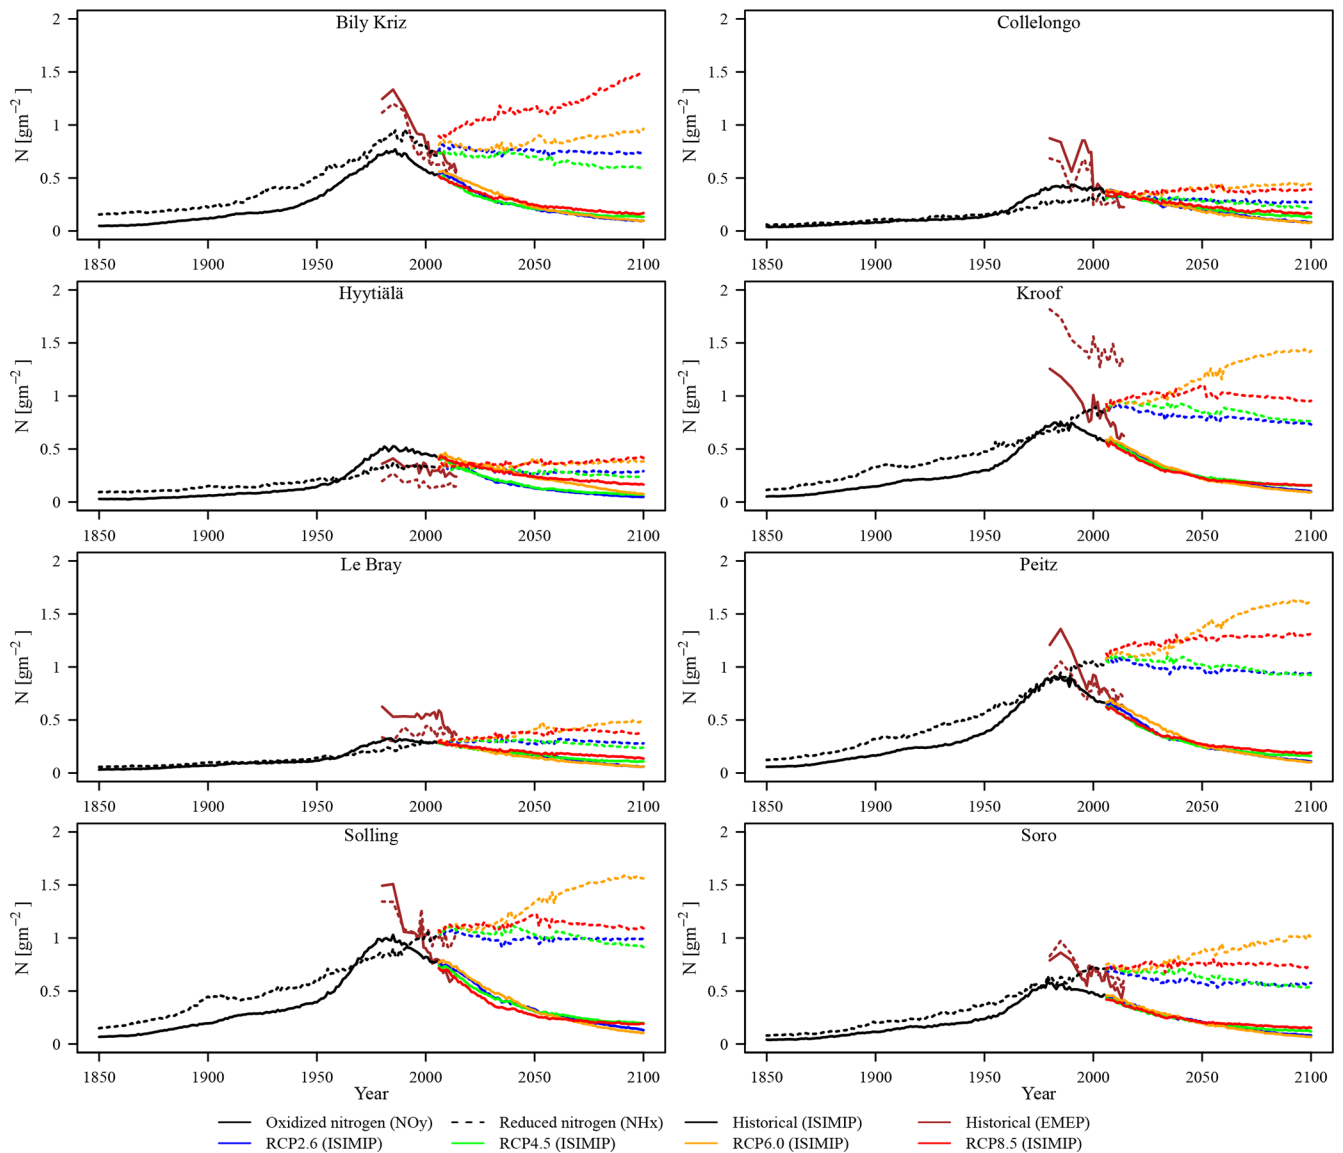 Bily Kriz
N [gm−2 ]
2
1.5
1
0.5
0
1850 1900 1950 2000 2050 2100
Collelongo
N [gm−2 ]
2
1.5
1
0.5
0
1850 1900 1950 2000 2050 2100
Hyytiälä
N [gm−2 ]
2
1.5
1
0.5
0
1850 1900 1950 2000 2050 2100
Kroof
N [gm−2 ]
2
1.5
1
0.5
0
1850 1900 1950 2000 2050 2100
Le Bray
N [gm−2 ]
2
1.5
1
0.5
0
1850 1900 1950 2000 2050 2100
Peitz
N [gm−2 ]
2
1.5
1
0.5
0
1850 1900 1950 2000 2050 2100
Solling
N [gm−2 ]
2
1.5
1
0.5
0
1850 1900 1950 2000 2050 2100
Year
Soro
N [gm−2 ]
2
1.5
1
0.5
0
1850 1900 1950 2000 2050 2100
Year
Oxidized nitrogen (NOy) Reduced nitrogen (NHx) Historical (ISIMIP) Historical (EMEP)
RCP2.6 (ISIMIP) RCP4.5 (ISIMIP) RCP6.0 (ISIMIP) RCP8.5 (ISIMIP)